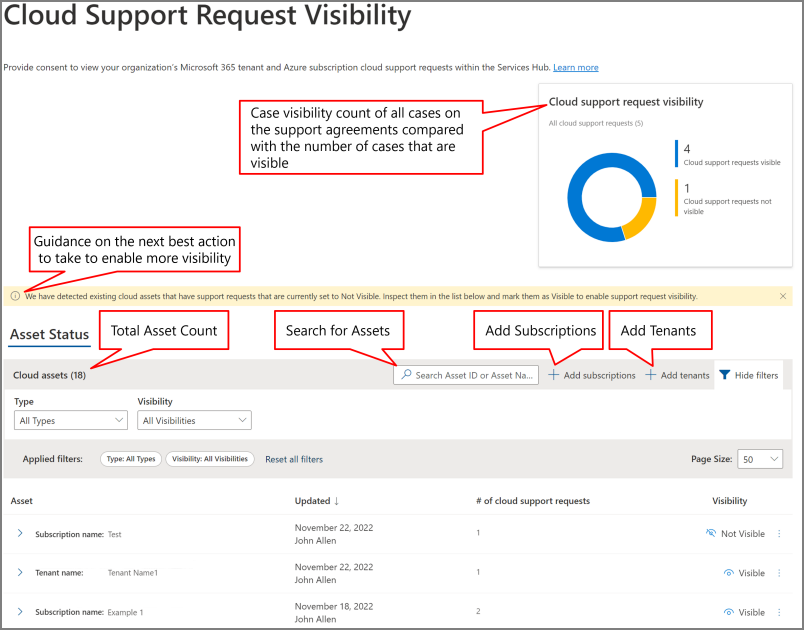 Cloud Support Request Visibility
Provide consent to view your organization's Microsoft 365 tenant and Azure subscription cloud support requests within the Services Hub. Learn more
Case visibility count of all cases on
the support agreements compared
with the number of cases that are
visible
Cloud support request visibility
All cloud support requests (5)
4
Cloud support requests visible
1
Cloud support requests not
visible
Guidance on the next best action
to take to enable more visibility
We have detected existing cloud assets that have support requests that are currently set to Not Visible. Inspect them in the list below and mark them as Visible to enable support request visibility.
Asset Status
Total Asset Count
Search for Assets
Add Subscriptions
Add Tenants
Cloud assets (18)
Search Asset ID or Asset Na...
Add subscriptions
Add tenants
Hide filters
Type
Visibility
All Types
All Visibilities
Applied filters:
Type: All Types
Visibility: All Visibilities
Reset all filters
Page Size:
50
Asset
Updated ↓
# of cloud support requests
Visibility
Subscription name: Test
November 22, 2022
John Allen
1
Not Visible
Tenant name: Tenant Name1
November 22, 2022
John Allen
1
Visible
Subscription name: Example 1
November 18, 2022
John Allen
2
Visible